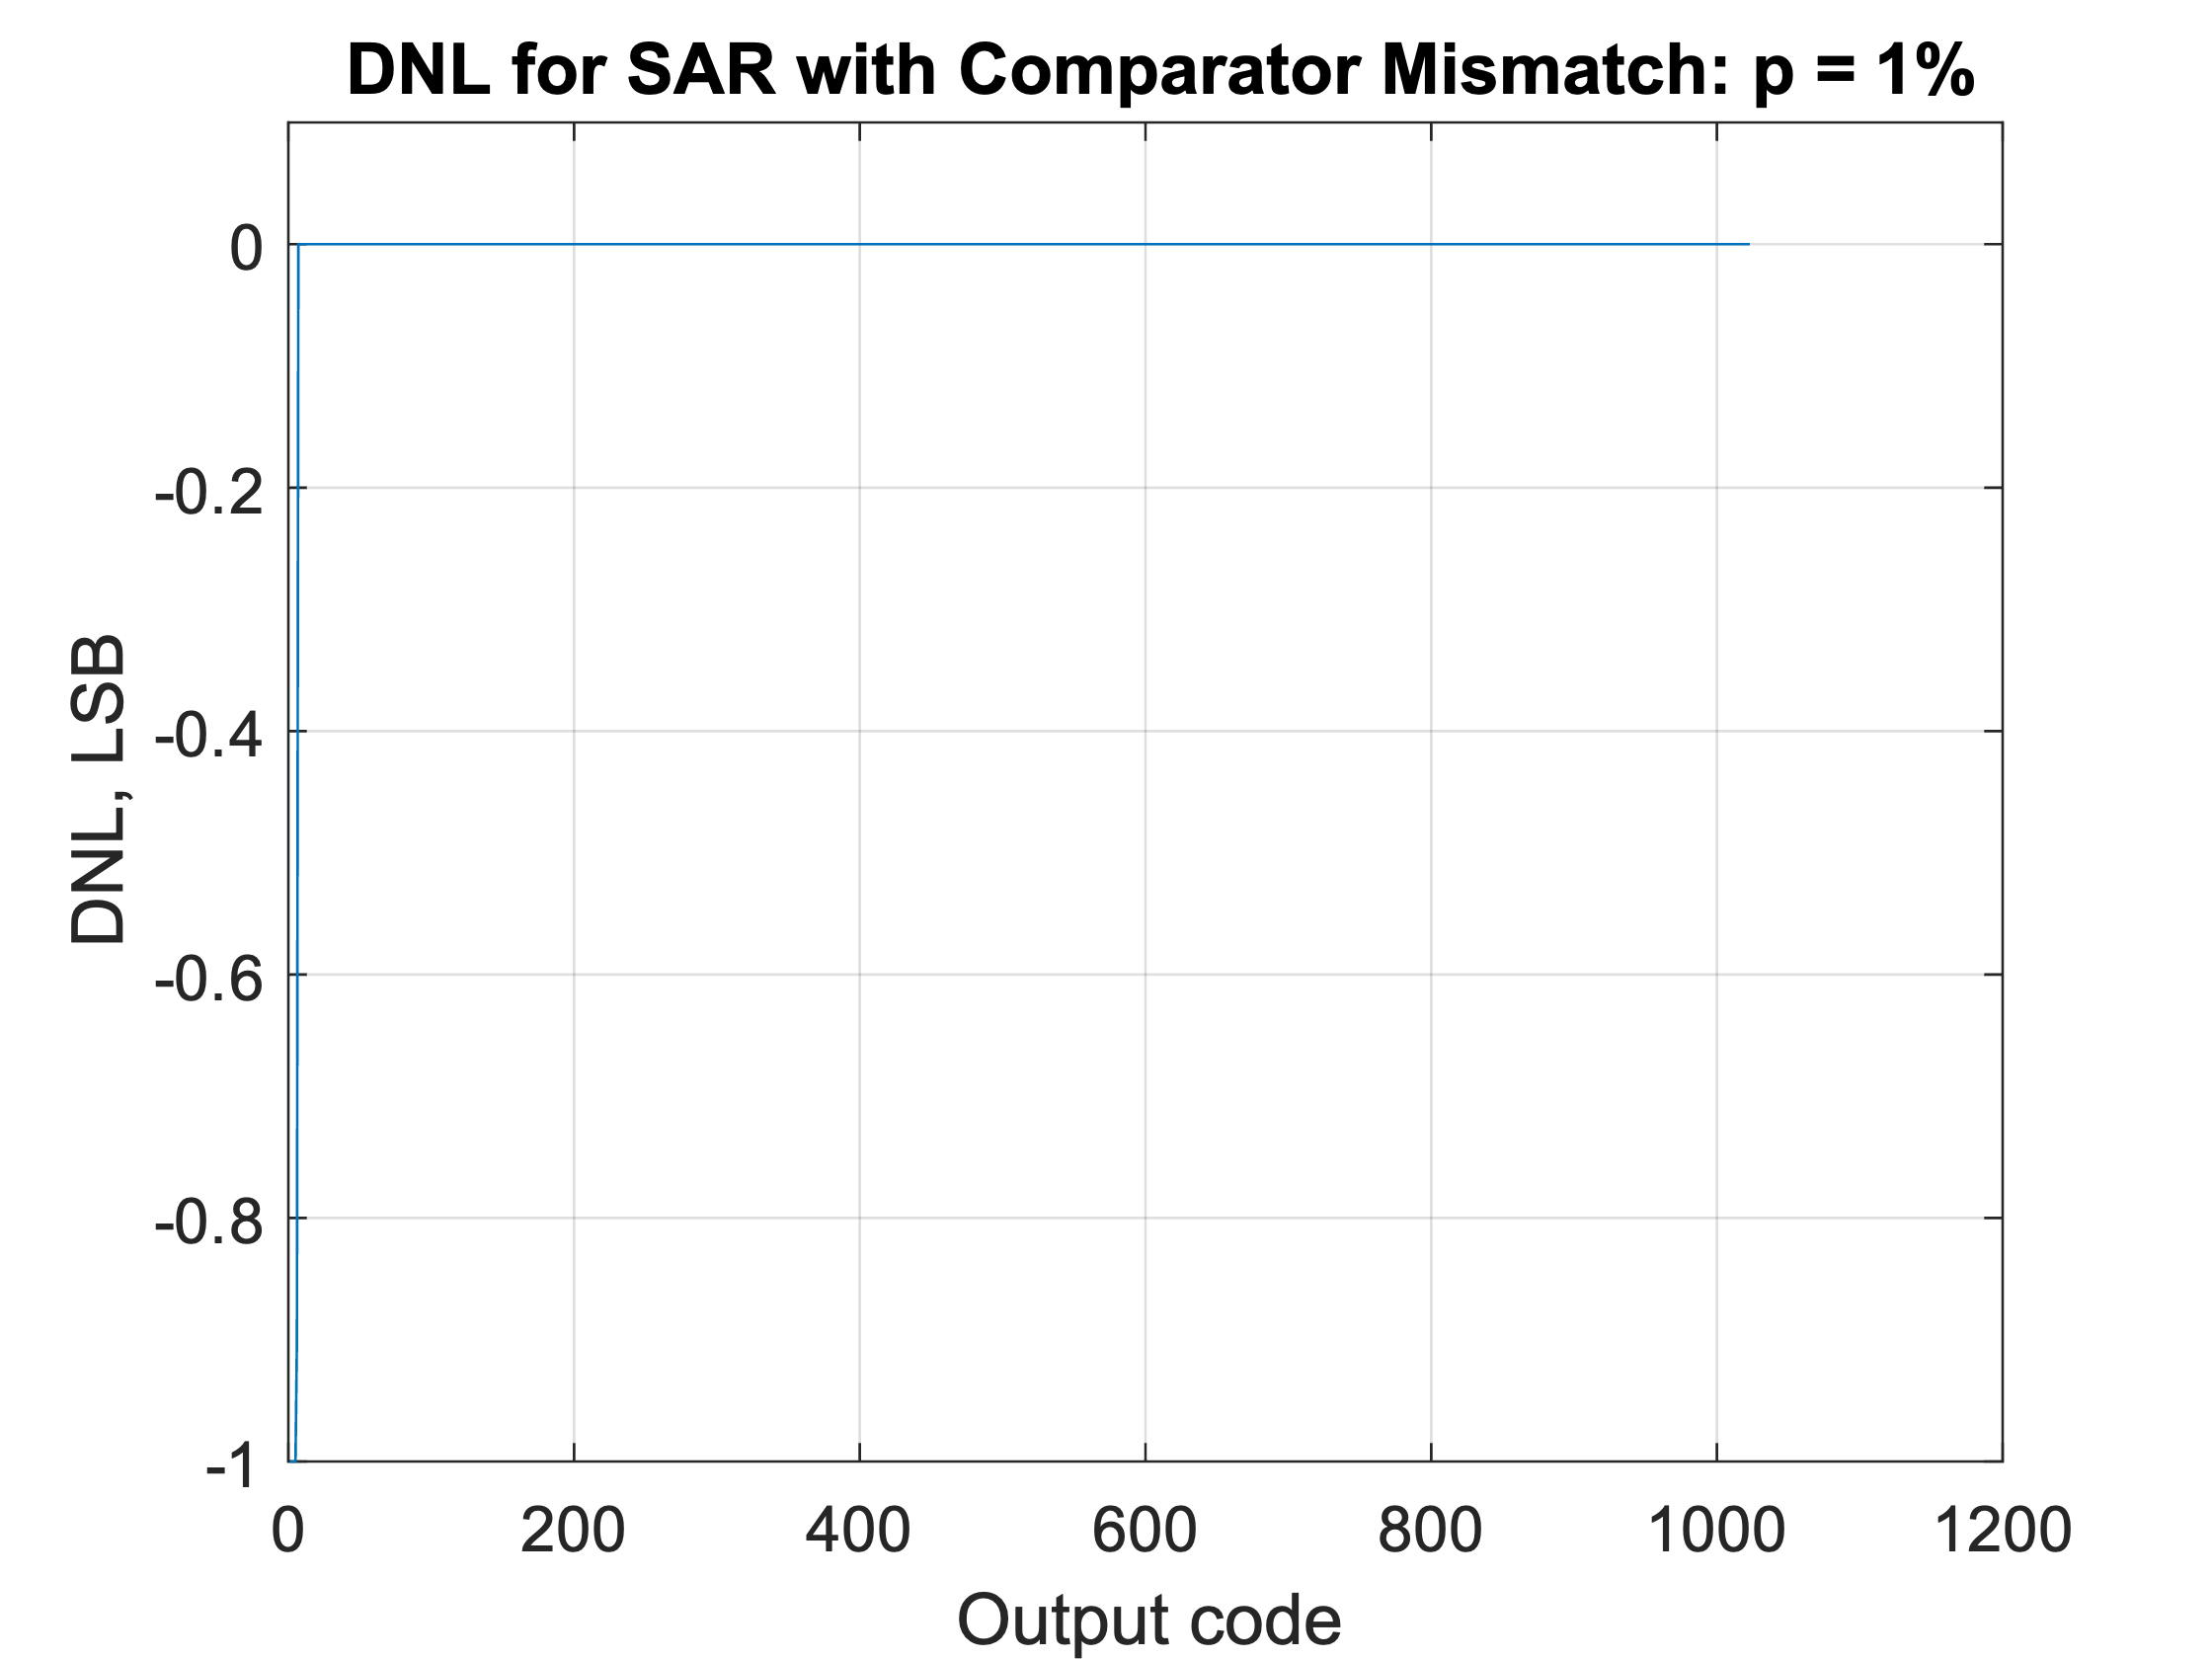 DNL for SAR with Comparator Mismatch: p = 1%
0
-0.2
-0.4
-0.6
-0.8
-1
DNL, LSB
0 200 400 600 800 1000 1200
Output code